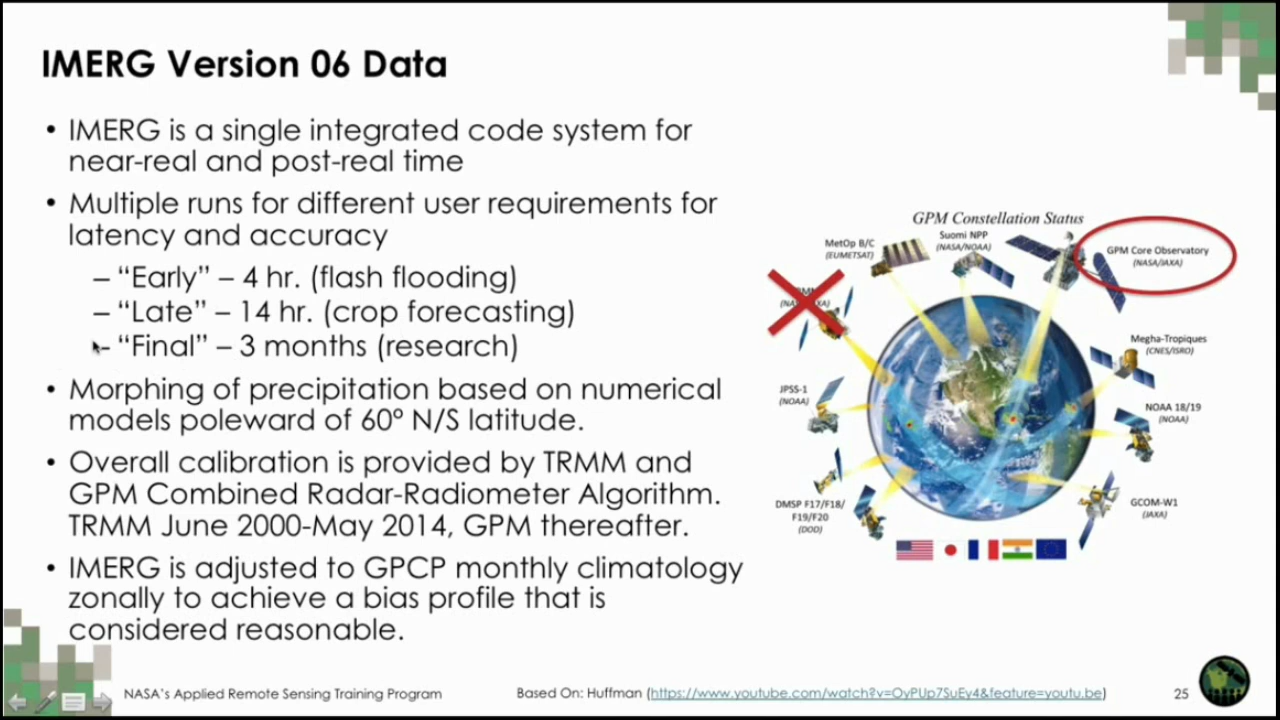 IMERG Version 06 Data
• IMERG is a single integrated code system for
near-real and post-real time
• Multiple runs for different user requirements for
latency and accuracy
– “Early” – 4 hr. (flash flooding)
– “Late” – 14 hr. (crop forecasting)
– “Final” – 3 months (research)
• Morphing of precipitation based on numerical
models poleward of 60° N/S latitude.
• Overall calibration is provided by TRMM and
GPM Combined Radar-Radiometer Algorithm.
TRMM June 2000-May 2014, GPM thereafter.
• IMERG is adjusted to GPCP monthly climatology
zonally to achieve a bias profile that is
considered reasonable.
GPM Constellation Status
Suomi NPP
(NASA/NOAA)
MetOp B/C
(EUMETSAT)
GPM Core Observatory
(NASA/JAXA)
Megha-Tropiques
(CNES/ISRO)
JPSS-1
(NOAA)
NOAA 18/19
(NOAA)
DMSP F17/F18/
F19/F20
(DOD)
GCOM-W1
(JAXA)
NASA's Applied Remote Sensing Training Program
Based On: Huffman (https://www.youtube.com/watch?v=OyPUp7SuEy4&feature=youtu.be)
25